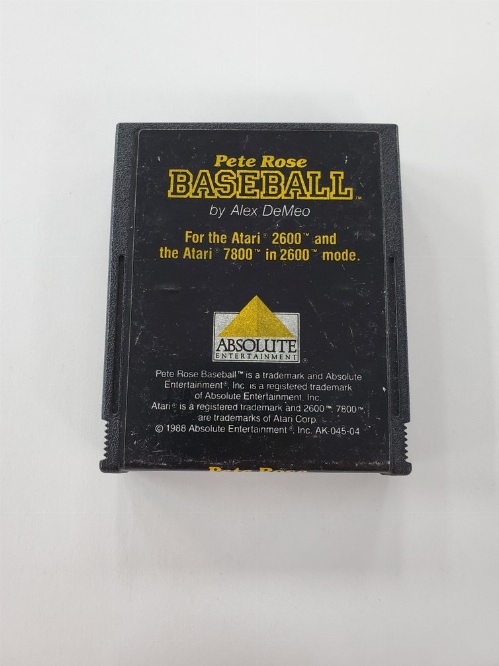 Pete Rose
BASEBALL™
by Alex DeMeo
For the Atari® 2600™ and
the Atari® 7800™ in 2600™ mode.
ABSOLUTE
ENTERTAINMENT®
Pete Rose Baseball™ is a trademark and Absolute
Entertainment®, Inc. is a registered trademark
of Absolute Entertainment, Inc.
Atari® is a registered trademark and 2600™, 7800™
are trademarks of Atari Corp.
© 1988 Absolute Entertainment®, Inc. AK-045-04
Pete Rose